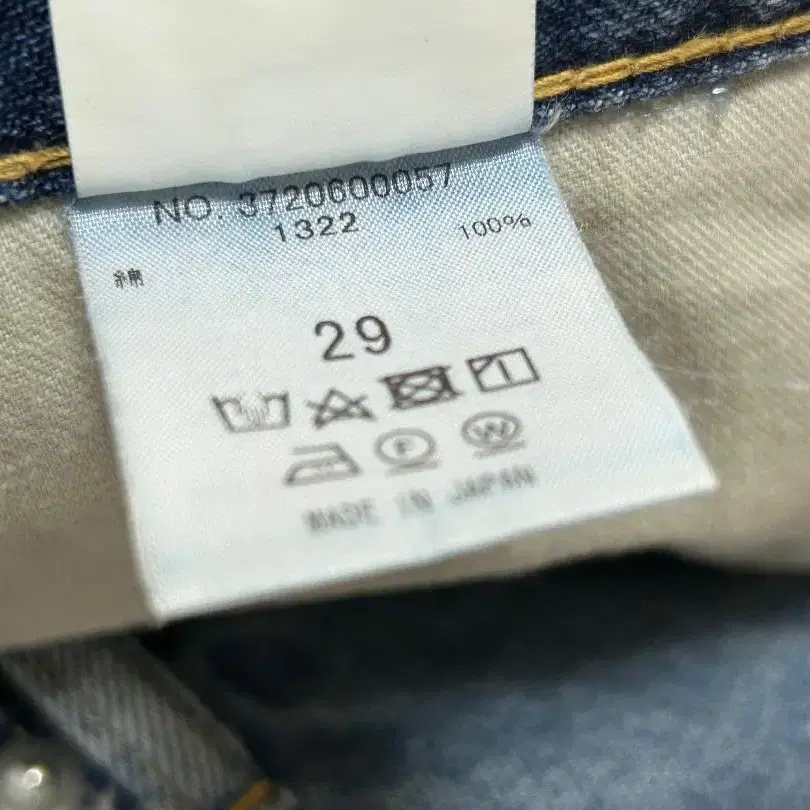 NO. 3720600057
1322
綿 100%
29
F W
MADE IN JAPAN